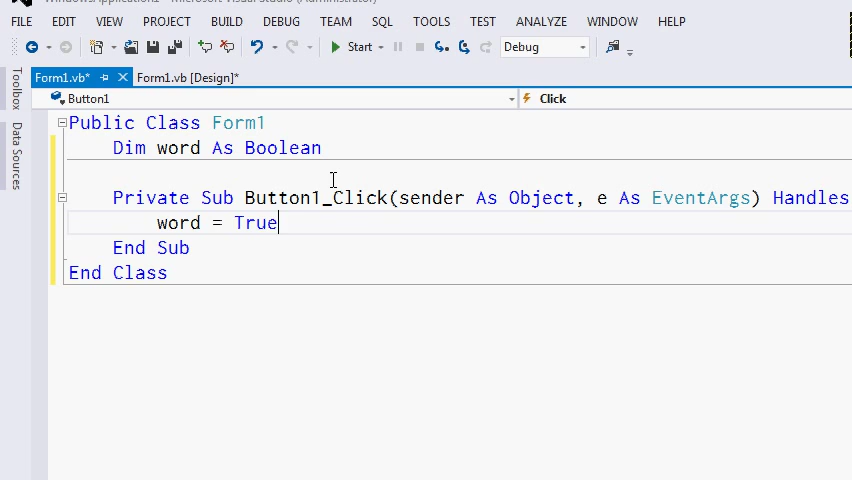 FILE EDIT VIEW PROJECT BUILD DEBUG TEAM SQL TOOLS TEST ANALYZE WINDOW HELP
Start Debug
Form1.vb* Form1.vb [Design]*
Button1 Click
Public Class Form1
Dim word As Boolean
Private Sub Button1_Click(sender As Object, e As EventArgs) Handles
word = True
End Sub
End Class
Toolbox
Data Sources